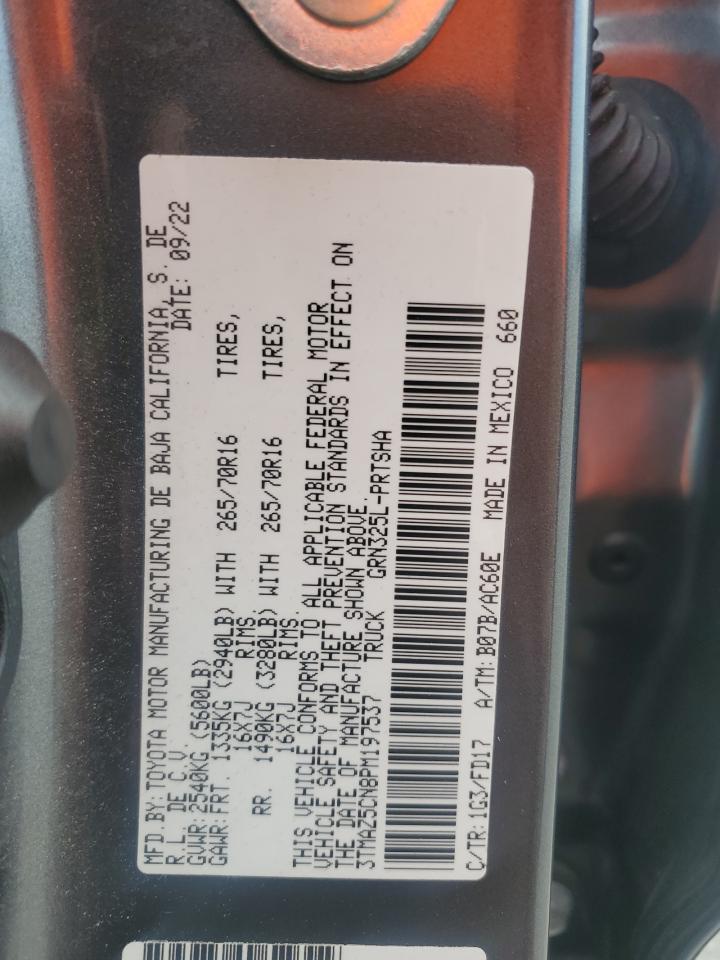 MFD.BY: TOYOTA MOTOR MANUFACTURING DE BAJA CALIFORNIA, S. DE
R.L. DE C.V. DATE: 09/22
GVWR: 2540KG (5600LB)
GAWR: FRT. 1335KG (2940LB) WITH 265/70R16 TIRES,
16X7J RIMS
RR. 1490KG (3280LB) WITH 265/70R16 TIRES,
16X7J RIMS.
THIS VEHICLE CONFORMS TO ALL APPLICABLE FEDERAL MOTOR
VEHICLE SAFETY AND THEFT PREVENTION STANDARDS IN EFFECT ON
THE DATE OF MANUFACTURE SHOWN ABOVE.
3TMAZ5CN8PM197537 TRUCK GRN325L-PRTSHA
C/TR: 1G3/FD17 A/TM: B07B/AC60E MADE IN MEXICO 660